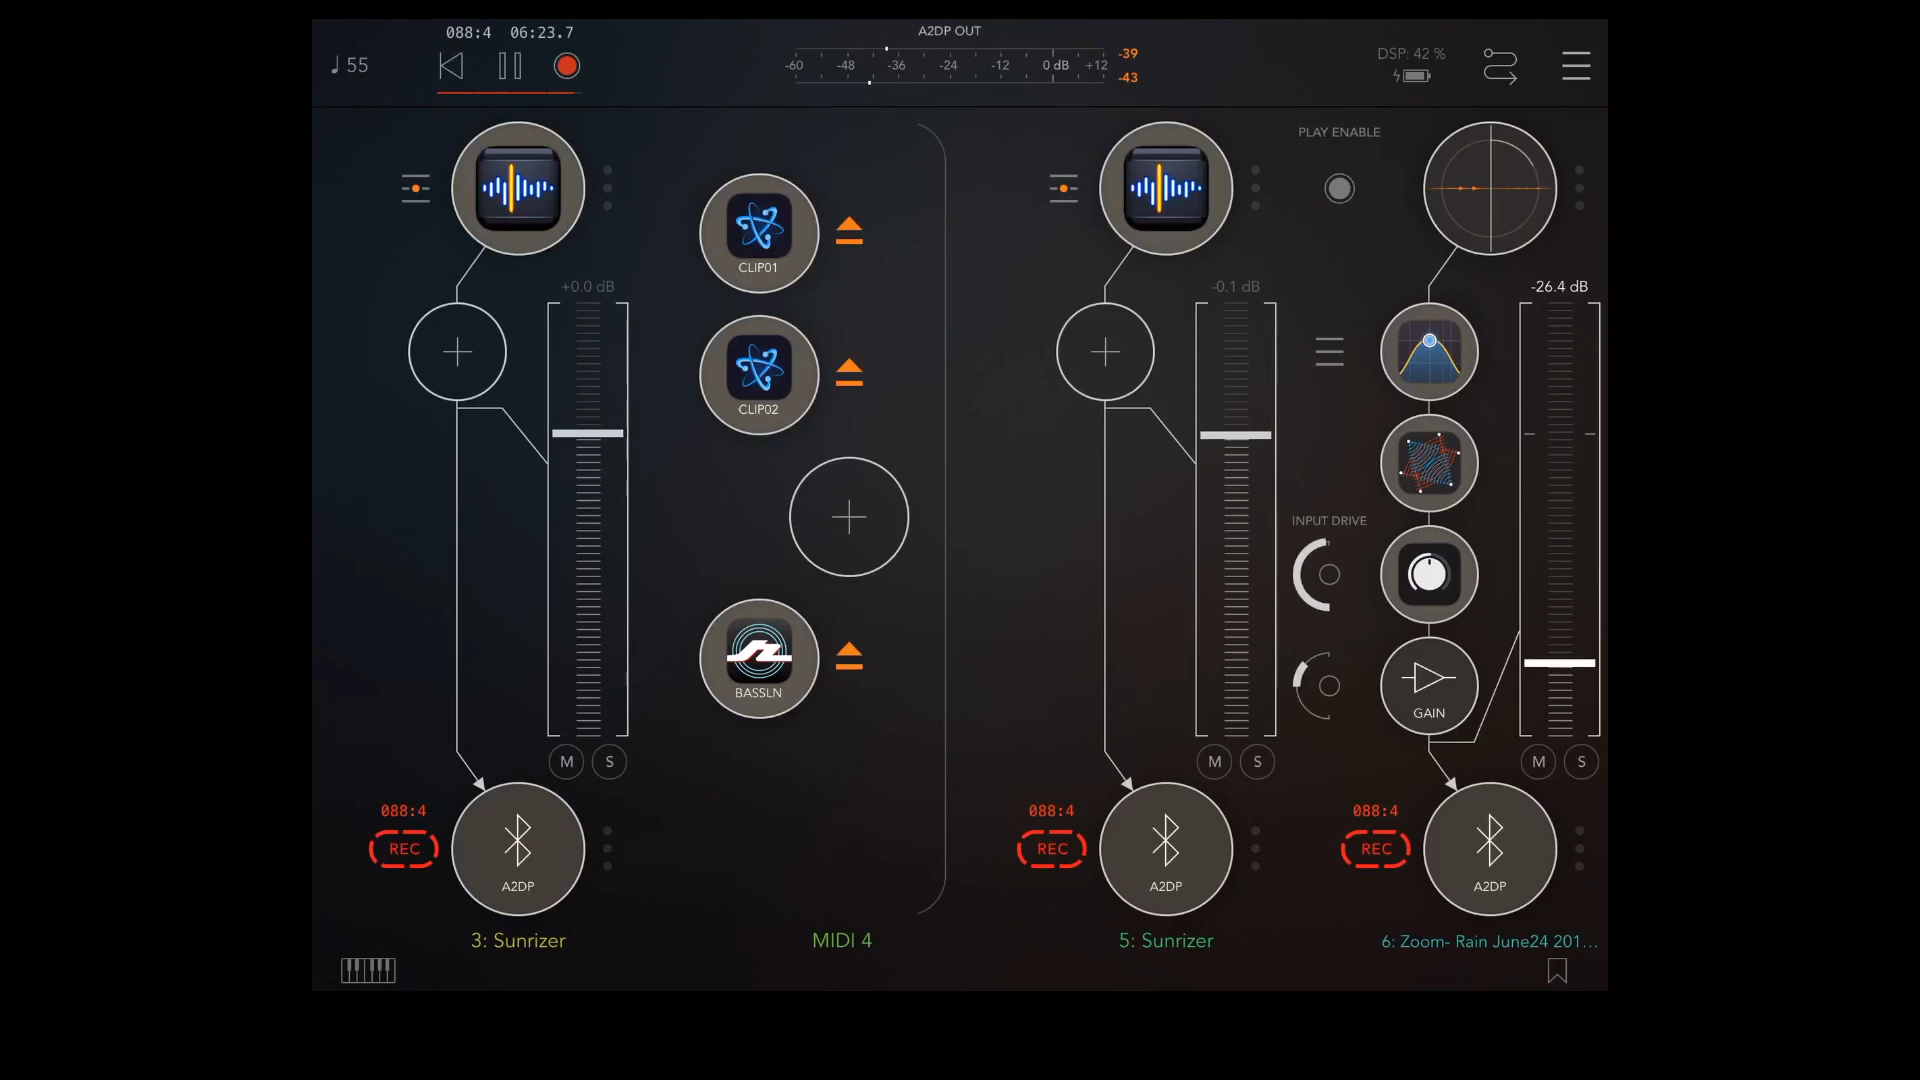 088:4 06:23.7
A2DP OUT
55
-60 -48 -36 -24 -12 0 dB +12
-39
-43
DSP: 42 %
PLAY ENABLE
CLIP01
+0.0 dB
-0.1 dB
-26.4 dB
CLIP02
INPUT DRIVE
BASSLN
GAIN
M S
M S
M S
088:4
REC
A2DP
088:4
REC
A2DP
088:4
REC
A2DP
3: Sunrizer
MIDI 4
5: Sunrizer
6: Zoom- Rain June24 201...